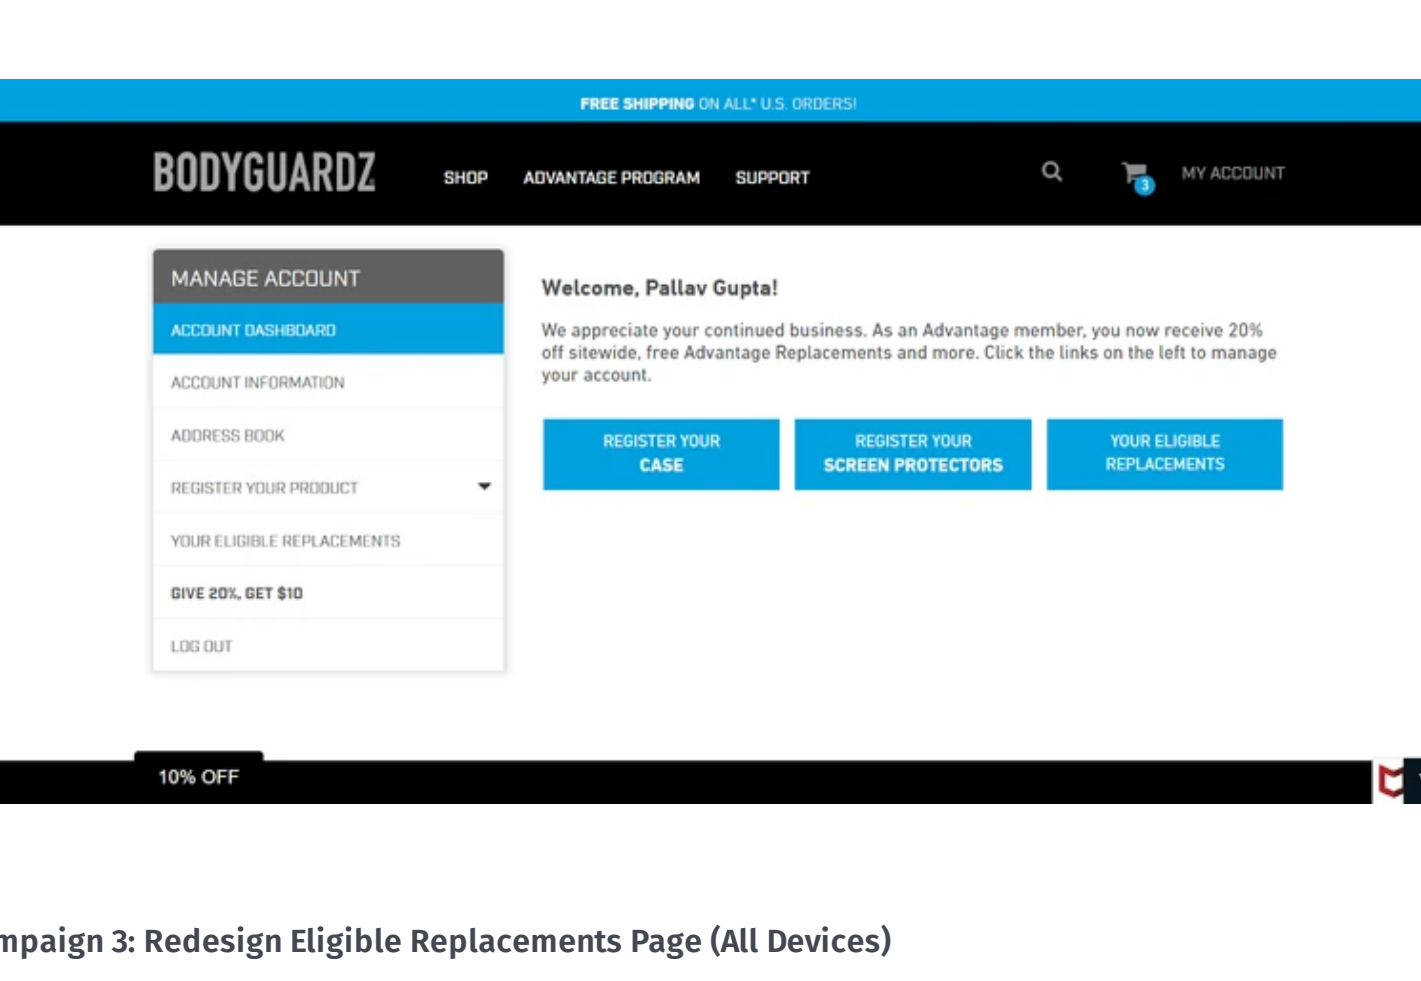 FREE SHIPPING ON ALL* U.S. ORDERS!
BODYGUARDZ
SHOP
ADVANTAGE PROGRAM
SUPPORT
3
MY ACCOUNT
MANAGE ACCOUNT
ACCOUNT DASHBOARD
ACCOUNT INFORMATION
ADDRESS BOOK
REGISTER YOUR PRODUCT
YOUR ELIGIBLE REPLACEMENTS
GIVE 20%, GET $10
LOG OUT
Welcome, Pallav Gupta!
We appreciate your continued business. As an Advantage member, you now receive 20%
off sitewide, free Advantage Replacements and more. Click the links on the left to manage
your account.
REGISTER YOUR
CASE
REGISTER YOUR
SCREEN PROTECTORS
YOUR ELIGIBLE
REPLACEMENTS
10% OFF
mpaign 3: Redesign Eligible Replacements Page (All Devices)